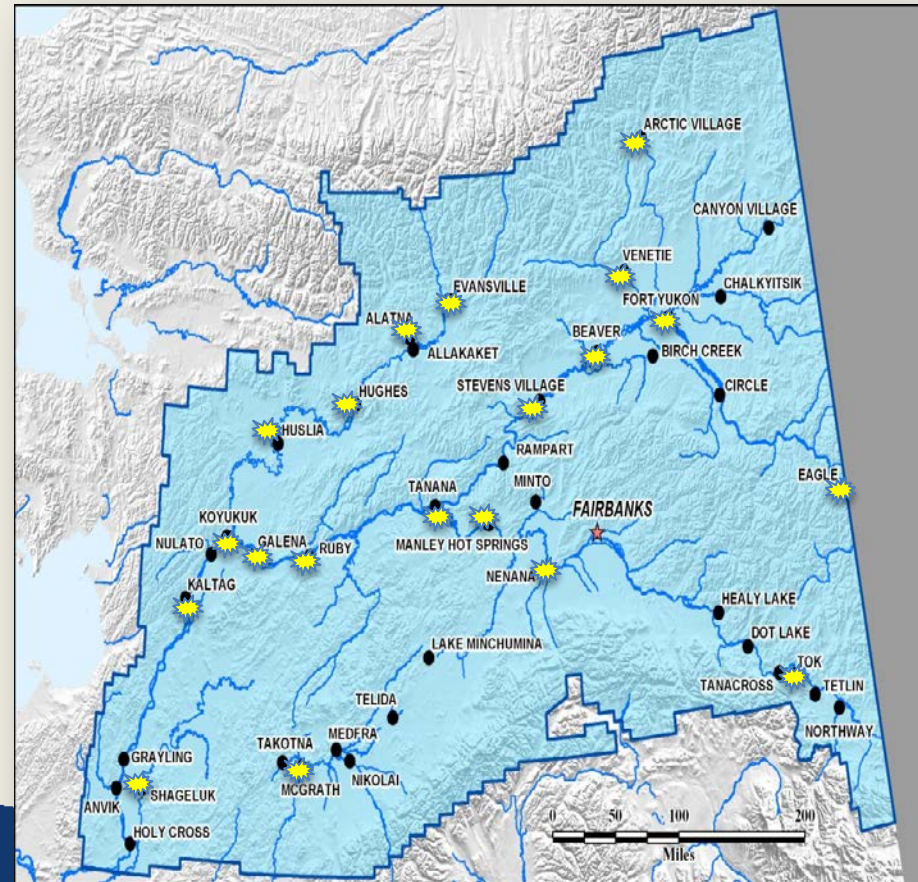 ARCTIC VILLAGE
CANYON VILLAGE
VENETIE
EVANSVILLE
CHALKYITSIK
FORT YUKON
ALATNA
BEAVER
ALLAKAKET
BIRCH CREEK
STEVENS VILLAGE
HUGHES
CIRCLE
HUSLIA
RAMPART
EAGLE
TANANA
MINTO
FAIRBANKS
KOYUKUK
GALENA
NULATO
RUBY
MANLEY HOT SPRINGS
NENANA
KALTAG
HEALY LAKE
DOT LAKE
LAKE MINCHUMINA
TOK
TANACROSS
TETLIN
TELIDA
NORTHWAY
MEDFRA
TAKOTNA
GRAYLING
NIKOLAI
MCGRATH
ANVIK
SHAGELUK
HOLY CROSS
0 50 100 200
Miles